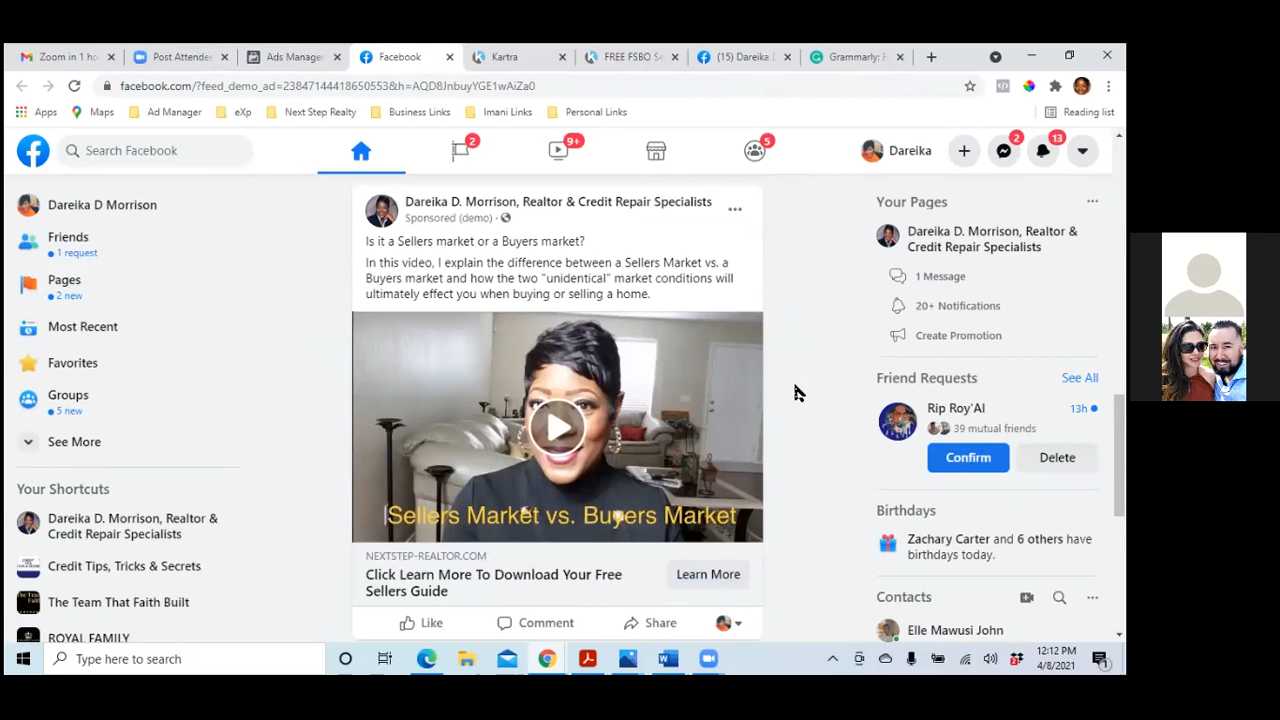 Zoom in 1 ho
Post Attendee
Ads Manager
Facebook
Kartra
FREE FSBO Se
(15) Dareika
Grammarly: F
facebook.com/?feed_demo_ad=23847144418650553&h=AQD8JnbuyYGE1wAiZa0
Apps
Maps
Ad Manager
eXp
Next Step Realty
Business Links
Imani Links
Personal Links
Reading list
Search Facebook
2
9+
5
Dareika
2
13
Dareika D Morrison
Friends
1 request
Pages
2 new
Most Recent
Favorites
Groups
5 new
See More
Your Shortcuts
Dareika D. Morrison, Realtor &
Credit Repair Specialists
Credit Tips, Tricks & Secrets
The Team That Faith Built
ROYAL FAMILY
Dareika D. Morrison, Realtor & Credit Repair Specialists
Sponsored (demo) ·
Is it a Sellers market or a Buyers market?
In this video, I explain the difference between a Sellers Market vs. a
Buyers market and how the two "unidentical" market conditions will
ultimately effect you when buying or selling a home.
Sellers Market vs. Buyers Market
NEXTSTEP-REALTOR.COM
Click Learn More To Download Your Free
Sellers Guide
Learn More
Like
Comment
Share
Your Pages
Dareika D. Morrison, Realtor &
Credit Repair Specialists
1 Message
20+ Notifications
Create Promotion
Friend Requests
See All
Rip Roy'Al
13h
39 mutual friends
Confirm
Delete
Birthdays
Zachary Carter and 6 others have
birthdays today.
Contacts
Elle Mawusi John
Type here to search
12:12 PM
4/8/2021
1